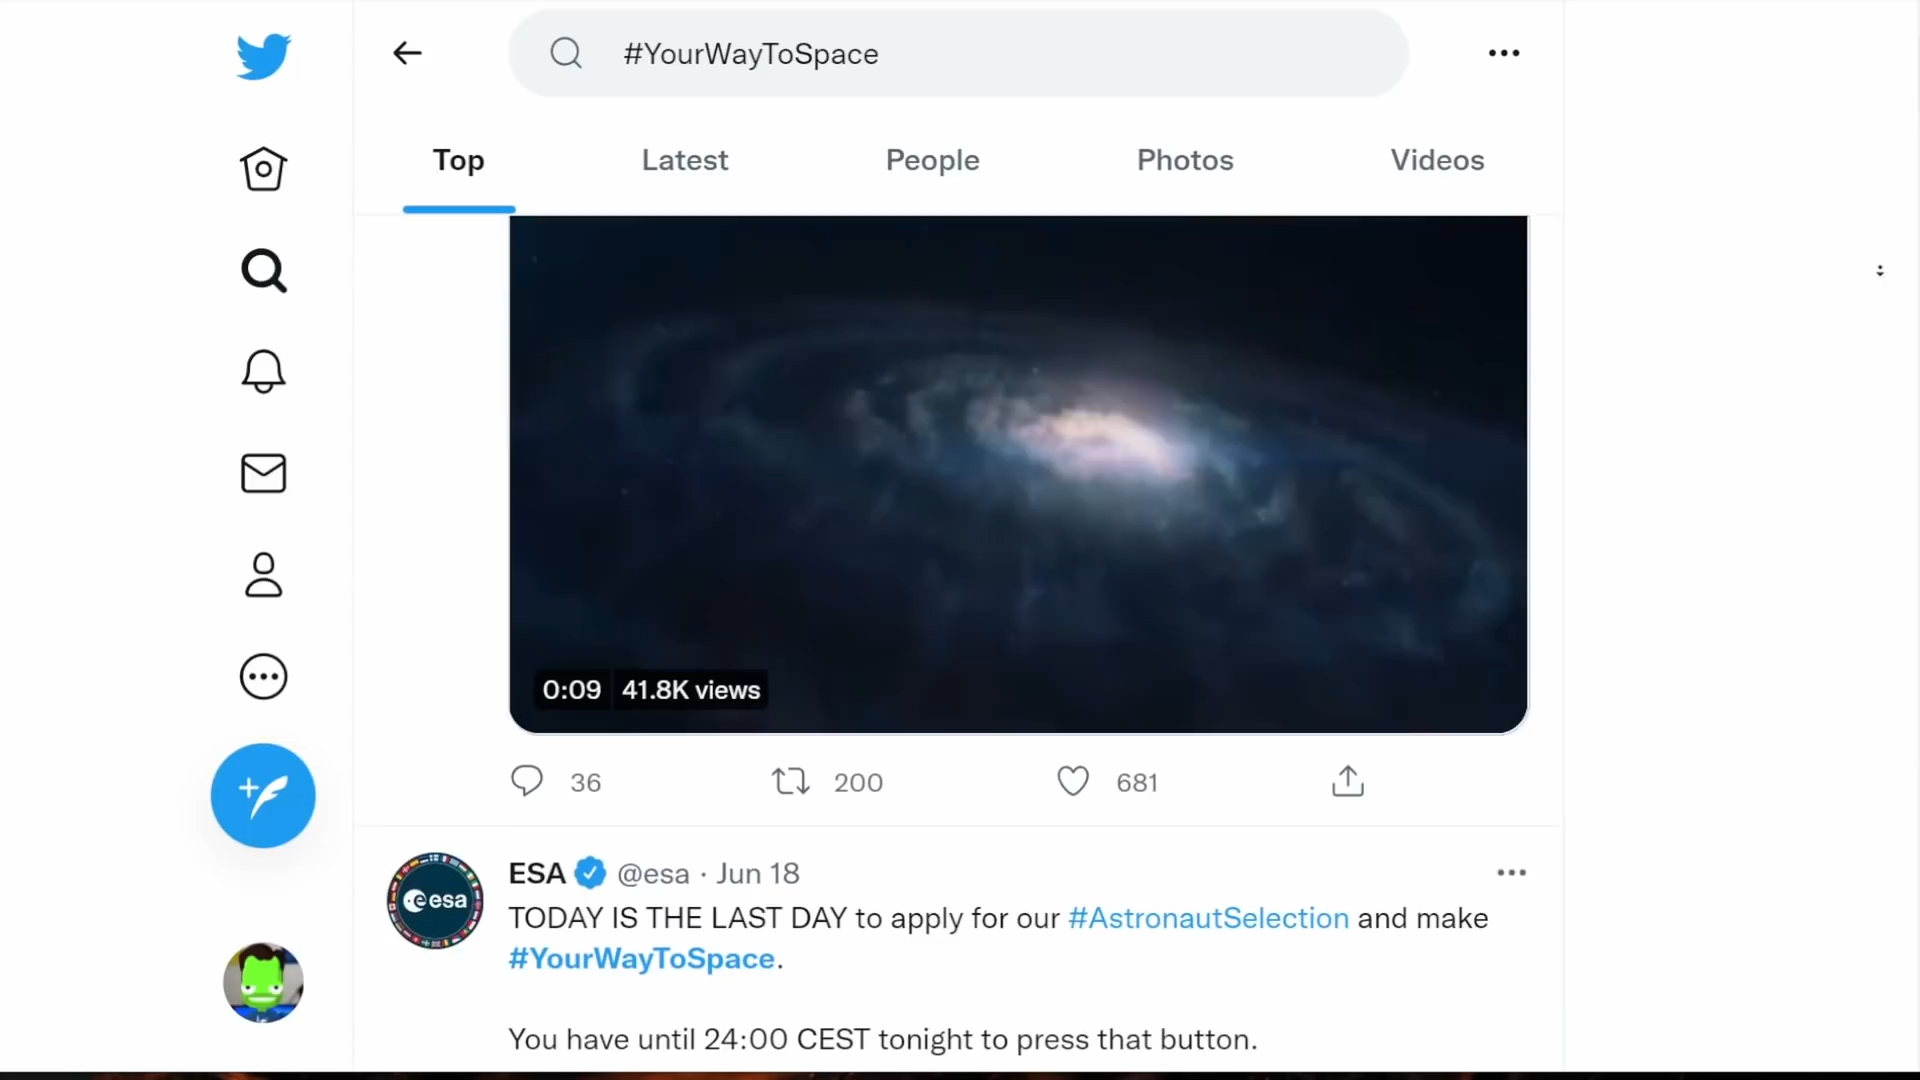 #YourWayToSpace
Top Latest People Photos Videos
0:09 41.8K views
36 200 681
ESA @esa · Jun 18
esa
TODAY IS THE LAST DAY to apply for our #AstronautSelection and make
#YourWayToSpace.
You have until 24:00 CEST tonight to press that button.